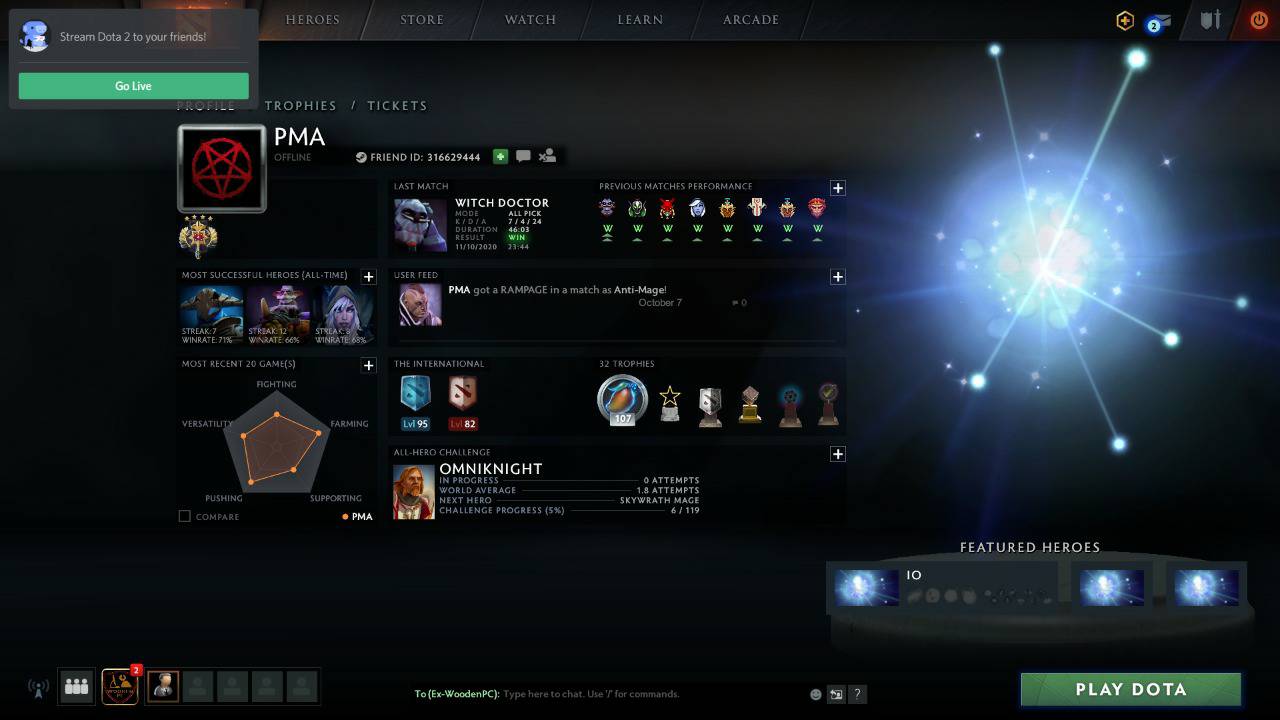 HEROES
STORE
WATCH
LEARN
ARCADE
2
Stream Dota 2 to your friends!
Go Live
PROFILE / TROPHIES / TICKETS
PMA
OFFLINE
FRIEND ID: 316629444
LAST MATCH
WITCH DOCTOR
MODE ALL PICK
K / D / A 7 / 4 / 24
DURATION 46:03
RESULT WIN
11/10/2020 23:44
PREVIOUS MATCHES PERFORMANCE
W W W W W W W W
MOST SUCCESSFUL HEROES (ALL-TIME)
STREAK: 7 STREAK: 12 STREAK: 8
WINRATE: 71% WINRATE: 66% WINRATE: 68%
USER FEED
PMA got a RAMPAGE in a match as Anti-Mage!
October 7
0
MOST RECENT 20 GAME(S)
FIGHTING
VERSATILITY
FARMING
PUSHING
SUPPORTING
COMPARE
PMA
THE INTERNATIONAL
Lvl 95
Lvl 82
32 TROPHIES
107
ALL-HERO CHALLENGE
OMNIKNIGHT
IN PROGRESS 0 ATTEMPTS
WORLD AVERAGE 1.8 ATTEMPTS
NEXT HERO SKYWRATH MAGE
CHALLENGE PROGRESS (5%) 6 / 119
FEATURED HEROES
IO
2
To (Ex-WoodenPC): Type here to chat. Use '/' for commands.
?
PLAY DOTA